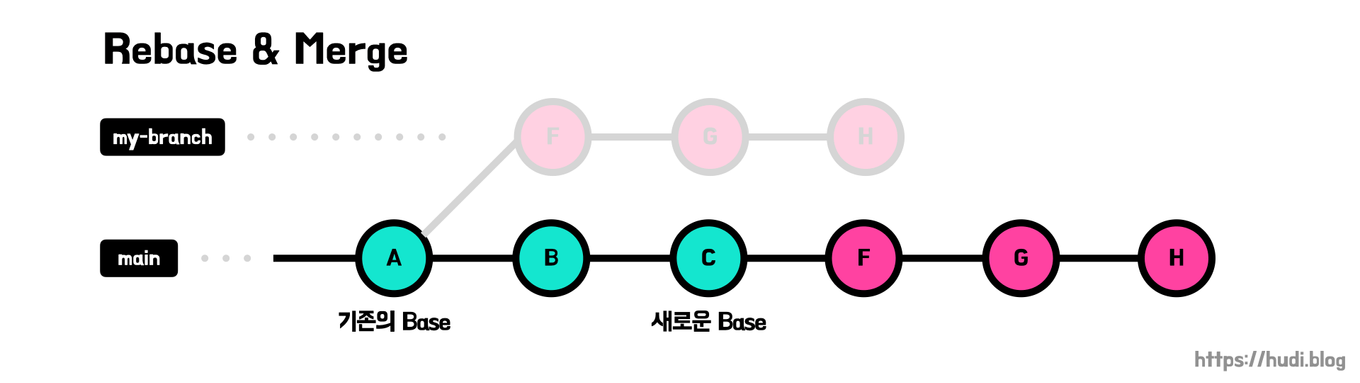 Rebase & Merge
my-branch
F G H
main
A B C F G H
기존의 Base 새로운 Base
https://hudi.blog